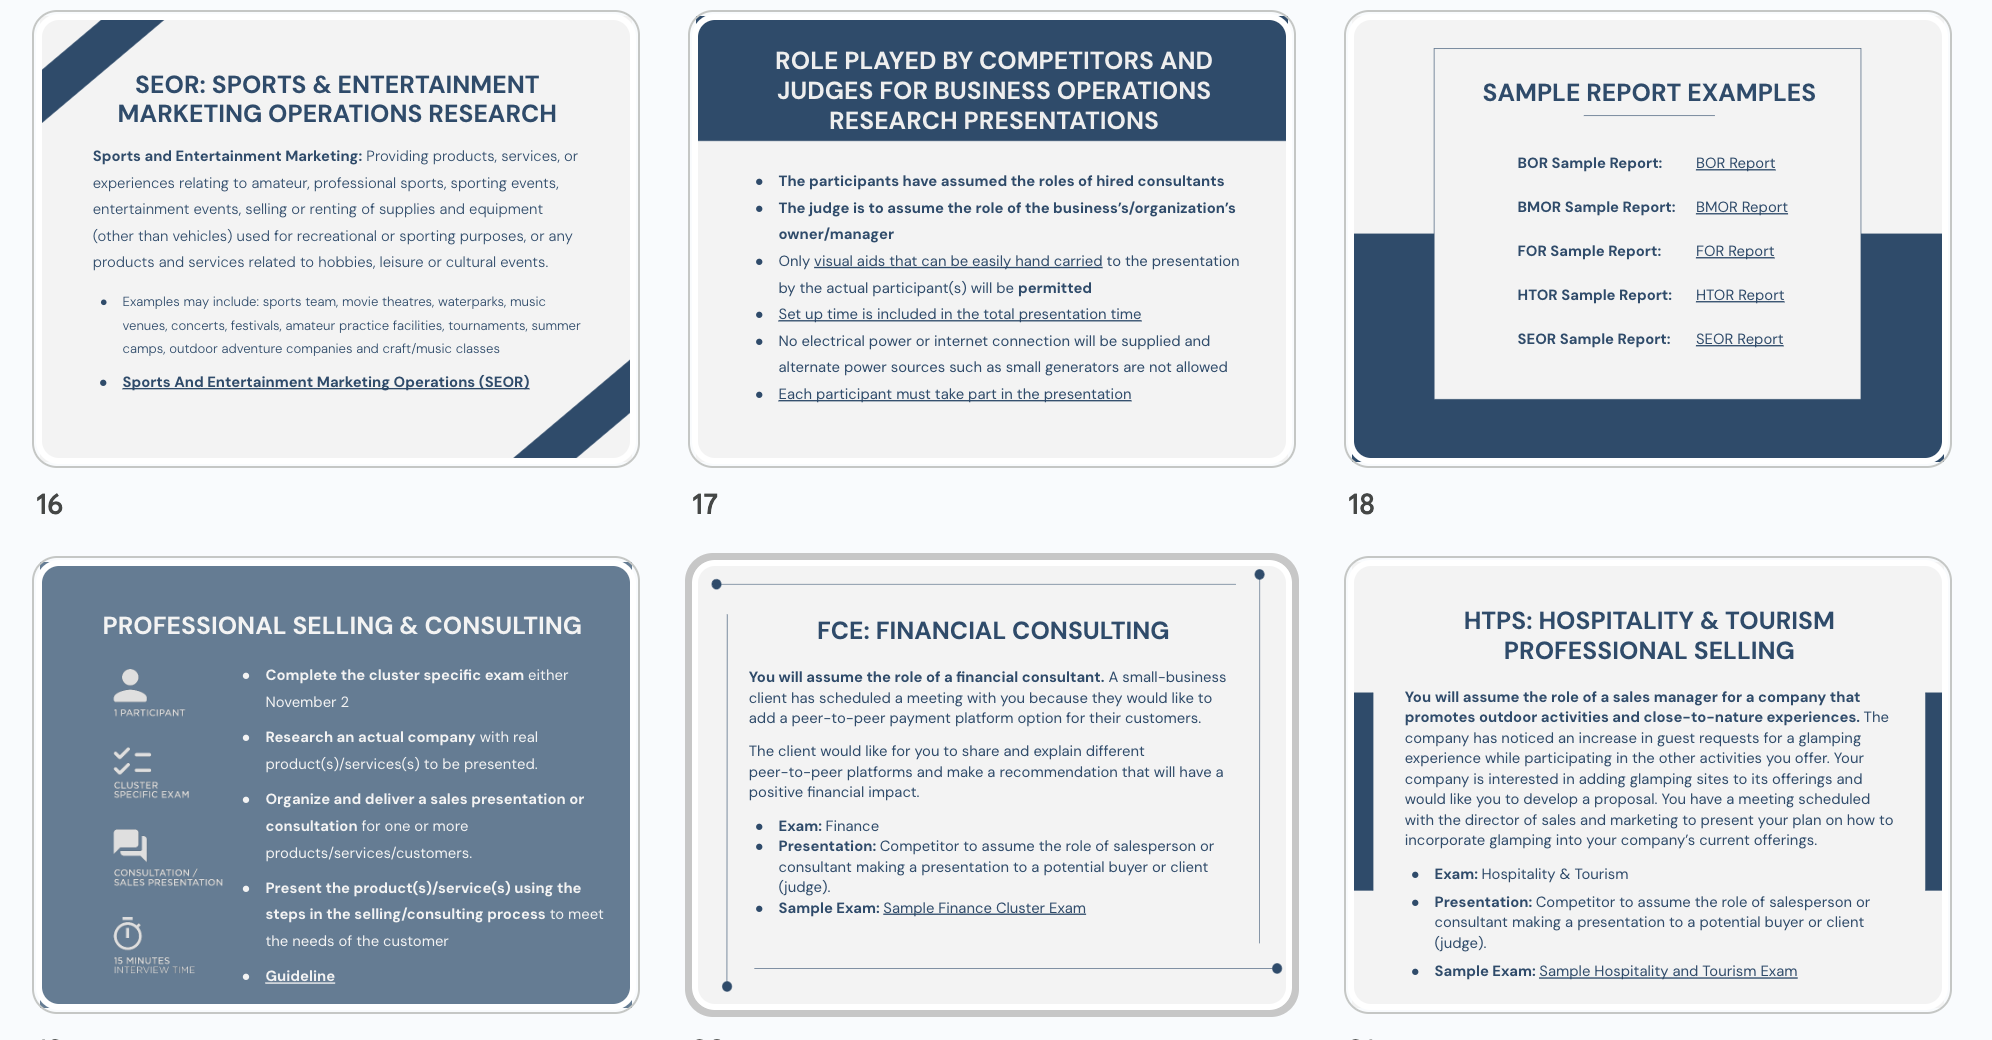 SEOR: SPORTS & ENTERTAINMENT
MARKETING OPERATIONS RESEARCH
Sports and Entertainment Marketing: Providing products, services, or
experiences relating to amateur, professional sports, sporting events,
entertainment events, selling or renting of supplies and equipment
(other than vehicles) used for recreational or sporting purposes, or any
products and services related to hobbies, leisure or cultural events.
● Examples may include: sports team, movie theatres, waterparks, music
venues, concerts, festivals, amateur practice facilities, tournaments, summer
camps, outdoor adventure companies and craft/music classes
● Sports And Entertainment Marketing Operations (SEOR)
16
ROLE PLAYED BY COMPETITORS AND
JUDGES FOR BUSINESS OPERATIONS
RESEARCH PRESENTATIONS
● The participants have assumed the roles of hired consultants
● The judge is to assume the role of the business's/organization's
owner/manager
● Only visual aids that can be easily hand carried to the presentation
by the actual participant(s) will be permitted
● Set up time is included in the total presentation time
● No electrical power or internet connection will be supplied and
alternate power sources such as small generators are not allowed
● Each participant must take part in the presentation
17
SAMPLE REPORT EXAMPLES
BOR Sample Report: BOR Report
BMOR Sample Report: BMOR Report
FOR Sample Report: FOR Report
HTOR Sample Report: HTOR Report
SEOR Sample Report: SEOR Report
18
PROFESSIONAL SELLING & CONSULTING
1 PARTICIPANT
CLUSTER
SPECIFIC EXAM
CONSULTATION /
SALES PRESENTATION
15 MINUTES
INTERVIEW TIME
● Complete the cluster specific exam either
November 2
● Research an actual company with real
product(s)/services(s) to be presented.
● Organize and deliver a sales presentation or
consultation for one or more
products/services/customers.
● Present the product(s)/service(s) using the
steps in the selling/consulting process to meet
the needs of the customer
● Guideline
FCE: FINANCIAL CONSULTING
You will assume the role of a financial consultant. A small-business
client has scheduled a meeting with you because they would like to
add a peer-to-peer payment platform option for their customers.
The client would like for you to share and explain different
peer-to-peer platforms and make a recommendation that will have a
positive financial impact.
● Exam: Finance
● Presentation: Competitor to assume the role of salesperson or
consultant making a presentation to a potential buyer or client
(judge).
● Sample Exam: Sample Finance Cluster Exam
HTPS: HOSPITALITY & TOURISM
PROFESSIONAL SELLING
You will assume the role of a sales manager for a company that
promotes outdoor activities and close-to-nature experiences. The
company has noticed an increase in guest requests for a glamping
experience while participating in the other activities you offer. Your
company is interested in adding glamping sites to its offerings and
would like you to develop a proposal. You have a meeting scheduled
with the director of sales and marketing to present your plan on how to
incorporate glamping into your company's current offerings.
● Exam: Hospitality & Tourism
● Presentation: Competitor to assume the role of salesperson or
consultant making a presentation to a potential buyer or client
(judge).
● Sample Exam: Sample Hospitality and Tourism Exam